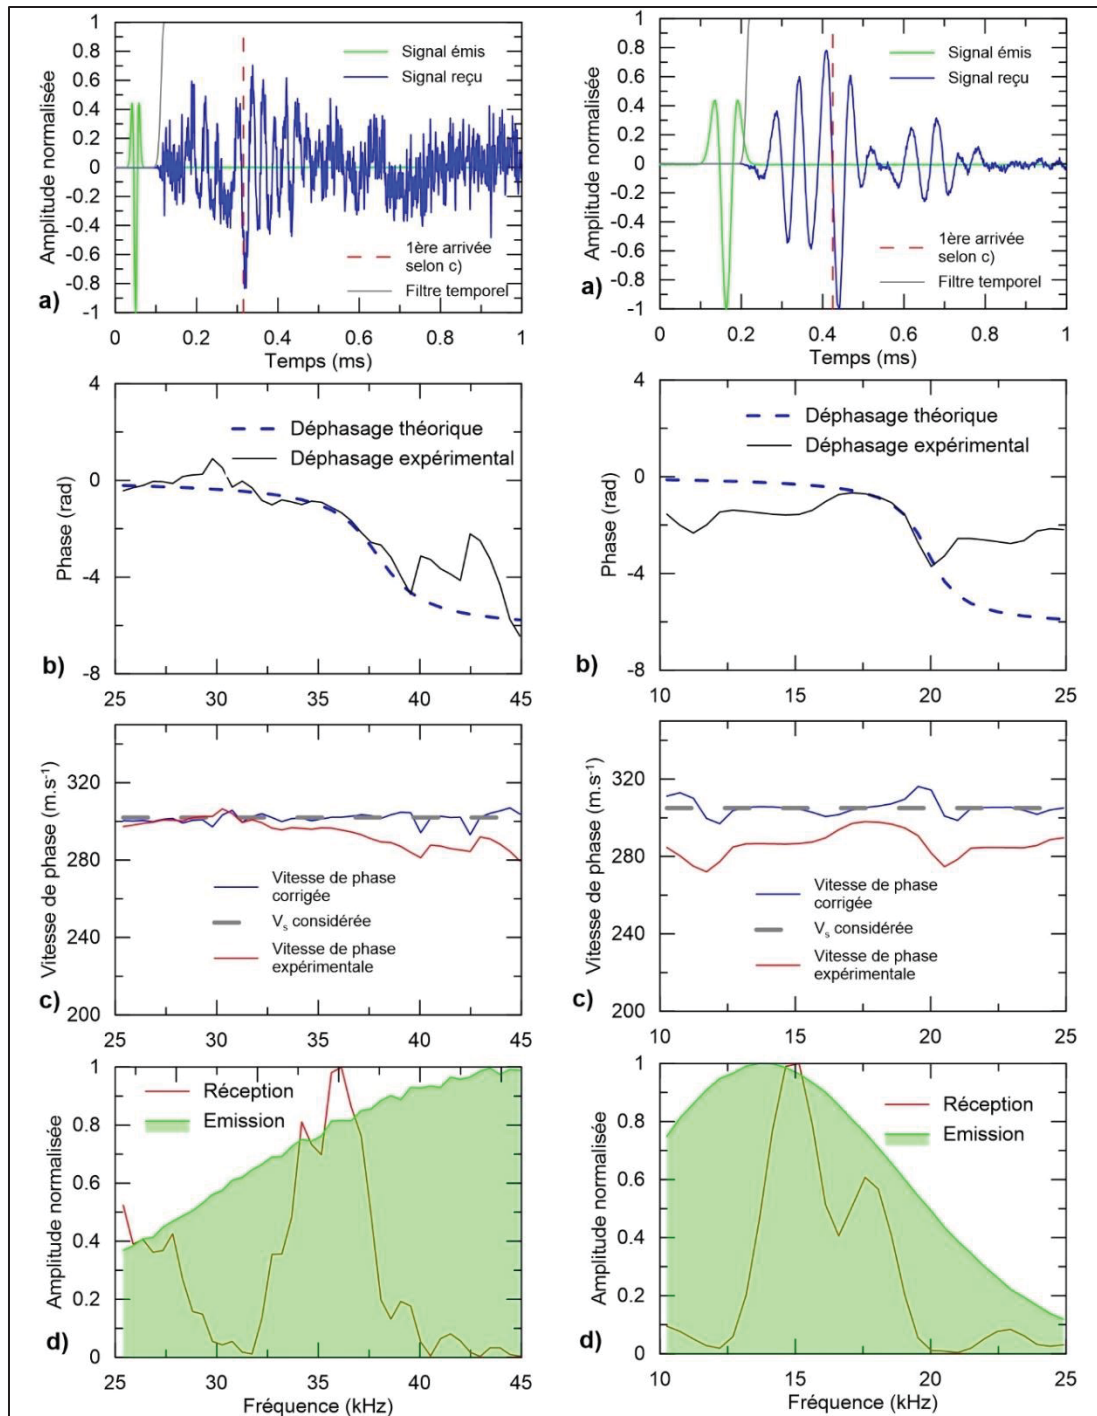 1
0.8
0.6
0.4
0.2
0
-0.2
-0.4
-0.6
-0.8
-1
Amplitude normalisée
Signal émis
Signal reçu
1ère arrivée
selon c)
Filtre temporel
a)
0 0.2 0.4 0.6 0.8 1
Temps (ms)
4
0
-4
-8
Phase (rad)
Déphasage théorique
Déphasage expérimental
b)
25 30 35 40 45
320
280
240
200
Vitesse de phase (m.s-1)
Vitesse de phase
corrigée
Vs considérée
Vitesse de phase
expérimentale
c)
25 30 35 40 45
1
0.8
0.6
0.4
0.2
0
Amplitude normalisée
Réception
Emission
d)
25 30 35 40 45
Fréquence (kHz)
1
0.8
0.6
0.4
0.2
0
-0.2
-0.4
-0.6
-0.8
-1
Amplitude normalisée
Signal émis
Signal reçu
1ère arrivée
selon c)
Filtre temporel
a)
0 0.2 0.4 0.6 0.8 1
Temps (ms)
4
0
-4
-8
Phase (rad)
Déphasage théorique
Déphasage expérimental
b)
10 15 20 25
320
280
240
200
Vitesse de phase (m.s-1)
Vitesse de phase
corrigée
Vs considérée
Vitesse de phase
expérimentale
c)
10 15 20 25
1
0.8
0.6
0.4
0.2
0
Amplitude normalisée
Réception
Emission
d)
10 15 20 25
Fréquence (kHz)